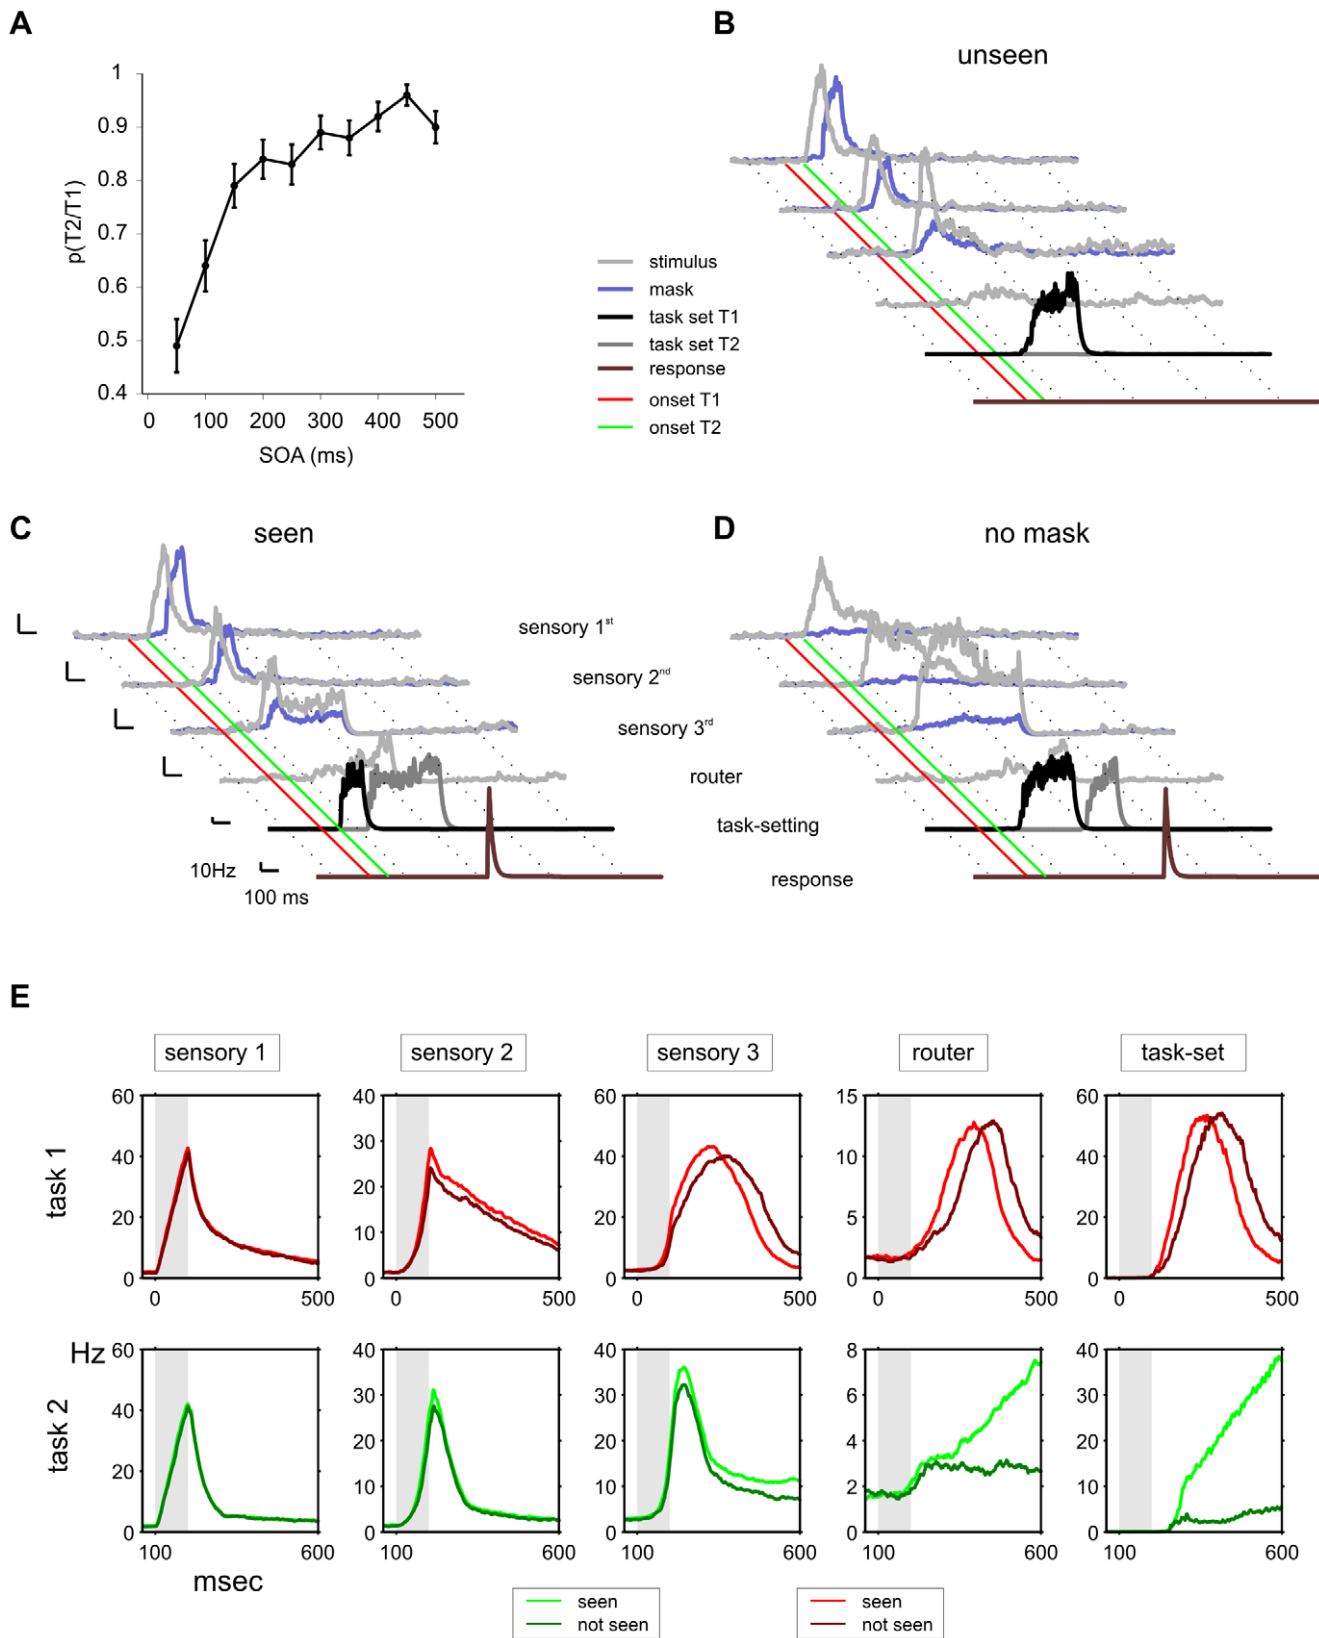 A
1
0.9
0.8
0.7
0.6
0.5
0.4
p(T2/T1)
0 100 200 300 400 500
SOA (ms)
B
unseen
stimulus
mask
task set T1
task set T2
response
onset T1
onset T2
C
seen
D
no mask
sensory 1st
sensory 2nd
sensory 3rd
router
task-setting
response
10Hz
100 ms
E
sensory 1 sensory 2 sensory 3 router task-set
task 1
60 40 20 0
0 500
40 30 20 10 0
0 500
60 40 20 0
0 500
15 10 5 0
0 500
60 40 20 0
0 500
Hz
task 2
60 40 20 0
100 600
40 30 20 10 0
100 600
40 30 20 10 0
100 600
8 6 4 2 0
100 600
40 30 20 10 0
100 600
msec
seen
not seen
seen
not seen